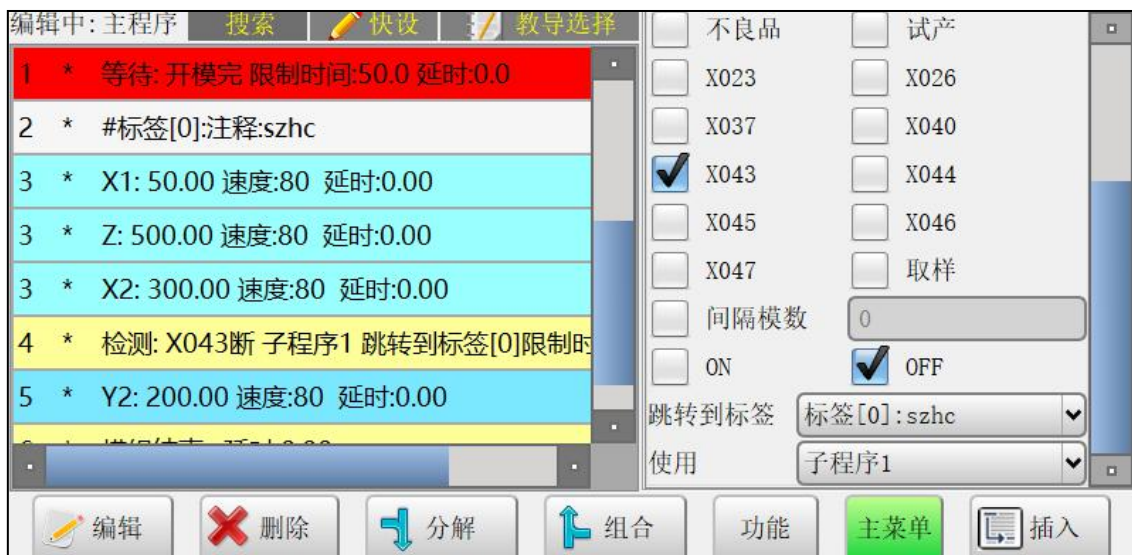 编辑中:主程序 搜索 快设 教导选择
1 * 等待: 开模完 限制时间:50.0 延时:0.0
2 * #标签[0]:注释:szhc
3 * X1: 50.00 速度:80 延时:0.00
3 * Z: 500.00 速度:80 延时:0.00
3 * X2: 300.00 速度:80 延时:0.00
4 * 检测: X043断 子程序1 跳转到标签[0]限制时
5 * Y2: 200.00 速度:80 延时:0.00
不良品 试产
X023 X026
X037 X040
X043 X044
X045 X046
X047 取样
间隔模数 0
ON OFF
跳转到标签 标签[0]:szhc
使用 子程序1
编辑 删除 分解 组合 功能 主菜单 插入